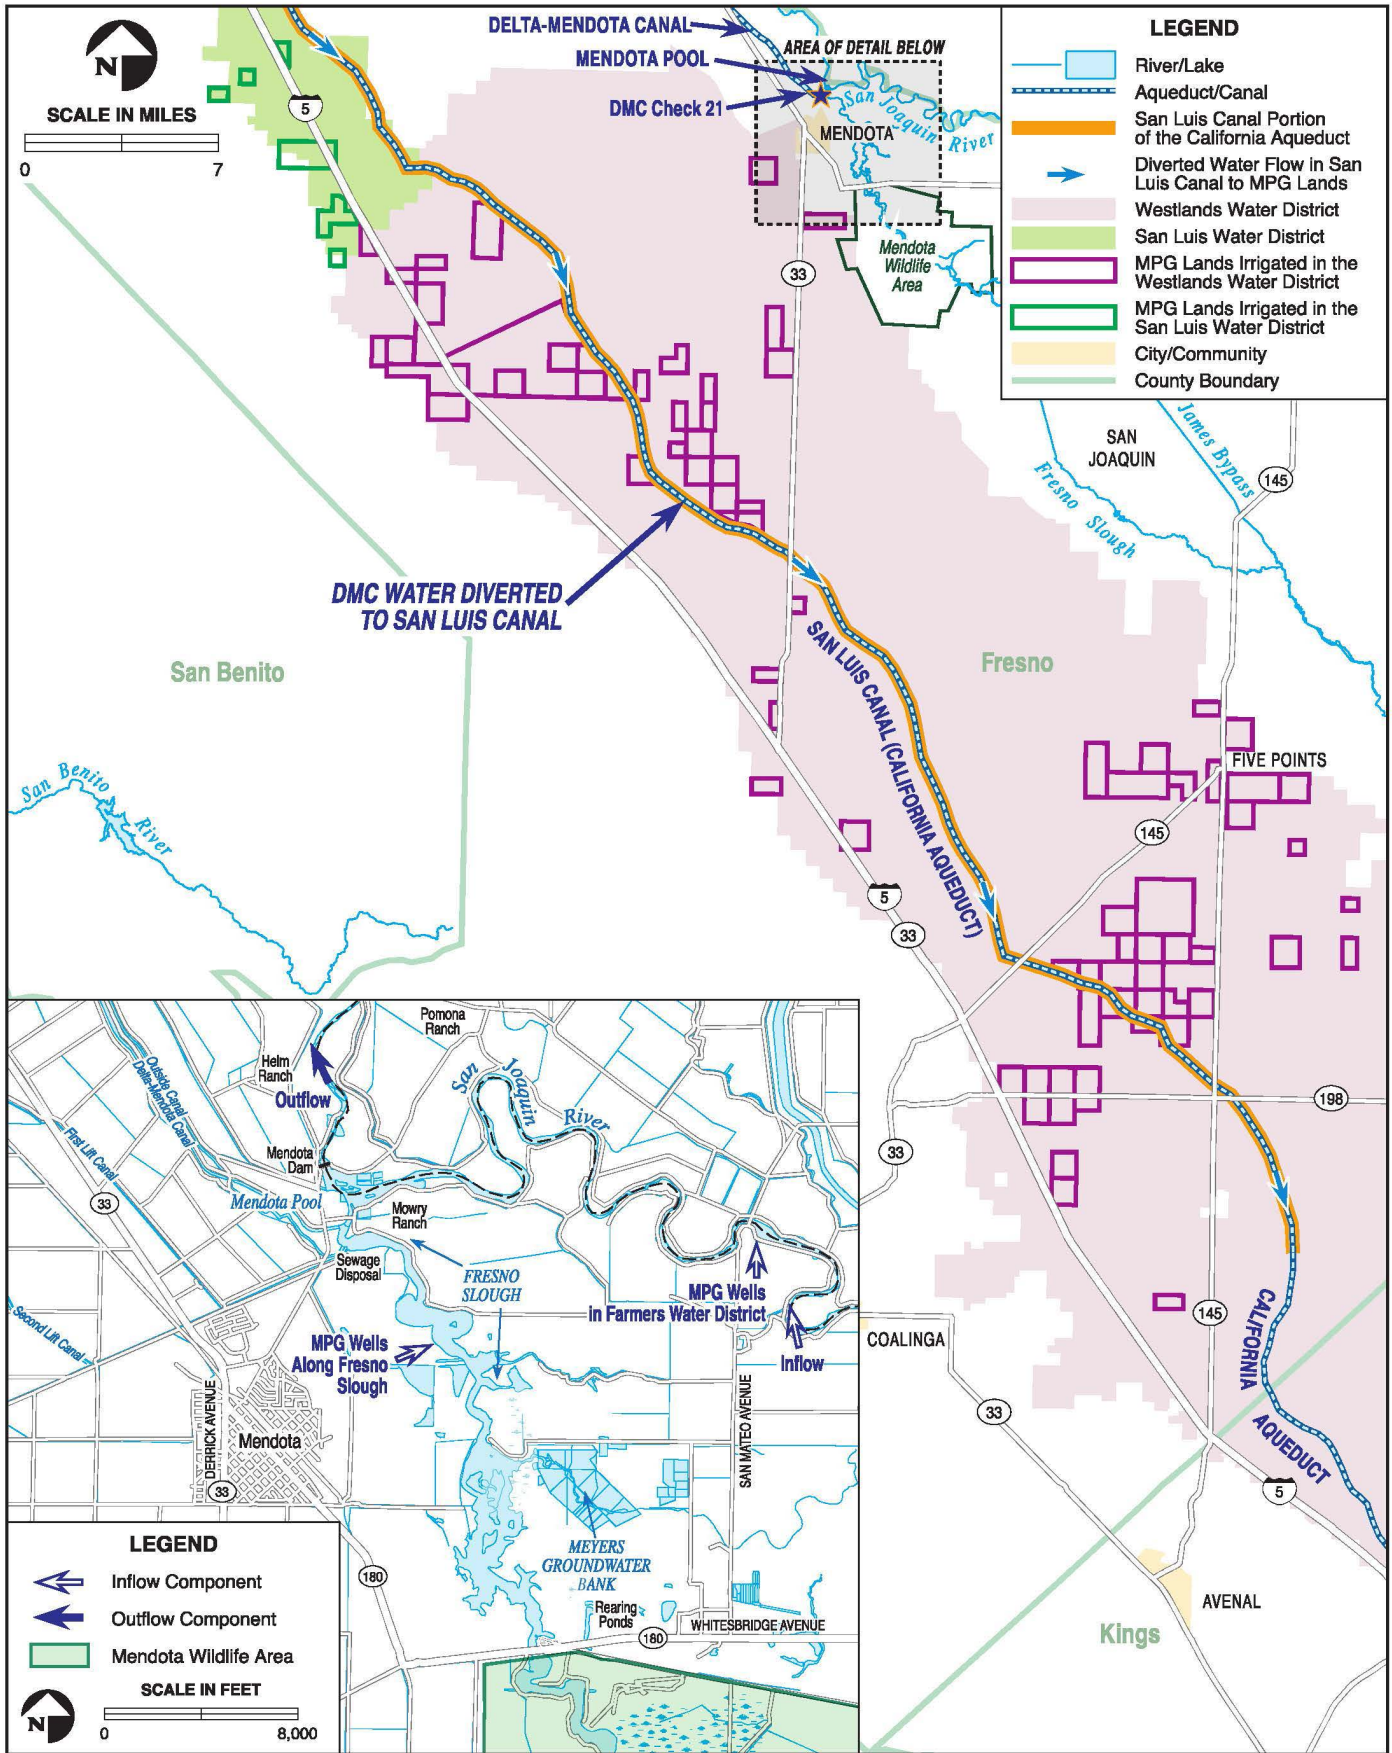 N
SCALE IN MILES
0 7
5
DELTA-MENDOTA CANAL
MENDOTA POOL
DMC Check 21
AREA OF DETAIL BELOW
San Joaquin River
MENDOTA
Mendota
Wildlife
Area
33
LEGEND
River/Lake
Aqueduct/Canal
San Luis Canal Portion
of the California Aqueduct
Diverted Water Flow in San
Luis Canal to MPG Lands
Westlands Water District
San Luis Water District
MPG Lands Irrigated in the
Westlands Water District
MPG Lands Irrigated in the
San Luis Water District
City/Community
County Boundary
SAN
JOAQUIN
James Bypass
Fresno Slough
145
DMC WATER DIVERTED
TO SAN LUIS CANAL
San Benito
Fresno
SAN LUIS CANAL (CALIFORNIA AQUEDUCT)
San Benito River
FIVE POINTS
145
5
33
198
33
145
COALINGA
33
CALIFORNIA
AQUEDUCT
5
AVENAL
Kings
Pomona
Ranch
Helm
Ranch
Outflow
Outside Canal
Delta-Mendota Canal
First Lift Canal
San Joaquin River
Mendota
Dam
Mendota Pool
33
Mowry
Ranch
Sewage
Disposal
FRESNO
SLOUGH
MPG Wells
in Farmers Water District
Inflow
Second Lift Canal
MPG Wells
Along Fresno
Slough
DERRICK AVENUE
Mendota
33
SAN MATEO AVENUE
MEYERS
GROUNDWATER
BANK
180
Rearing
Ponds
180
WHITESBRIDGE AVENUE
LEGEND
Inflow Component
Outflow Component
Mendota Wildlife Area
SCALE IN FEET
N
0 8,000